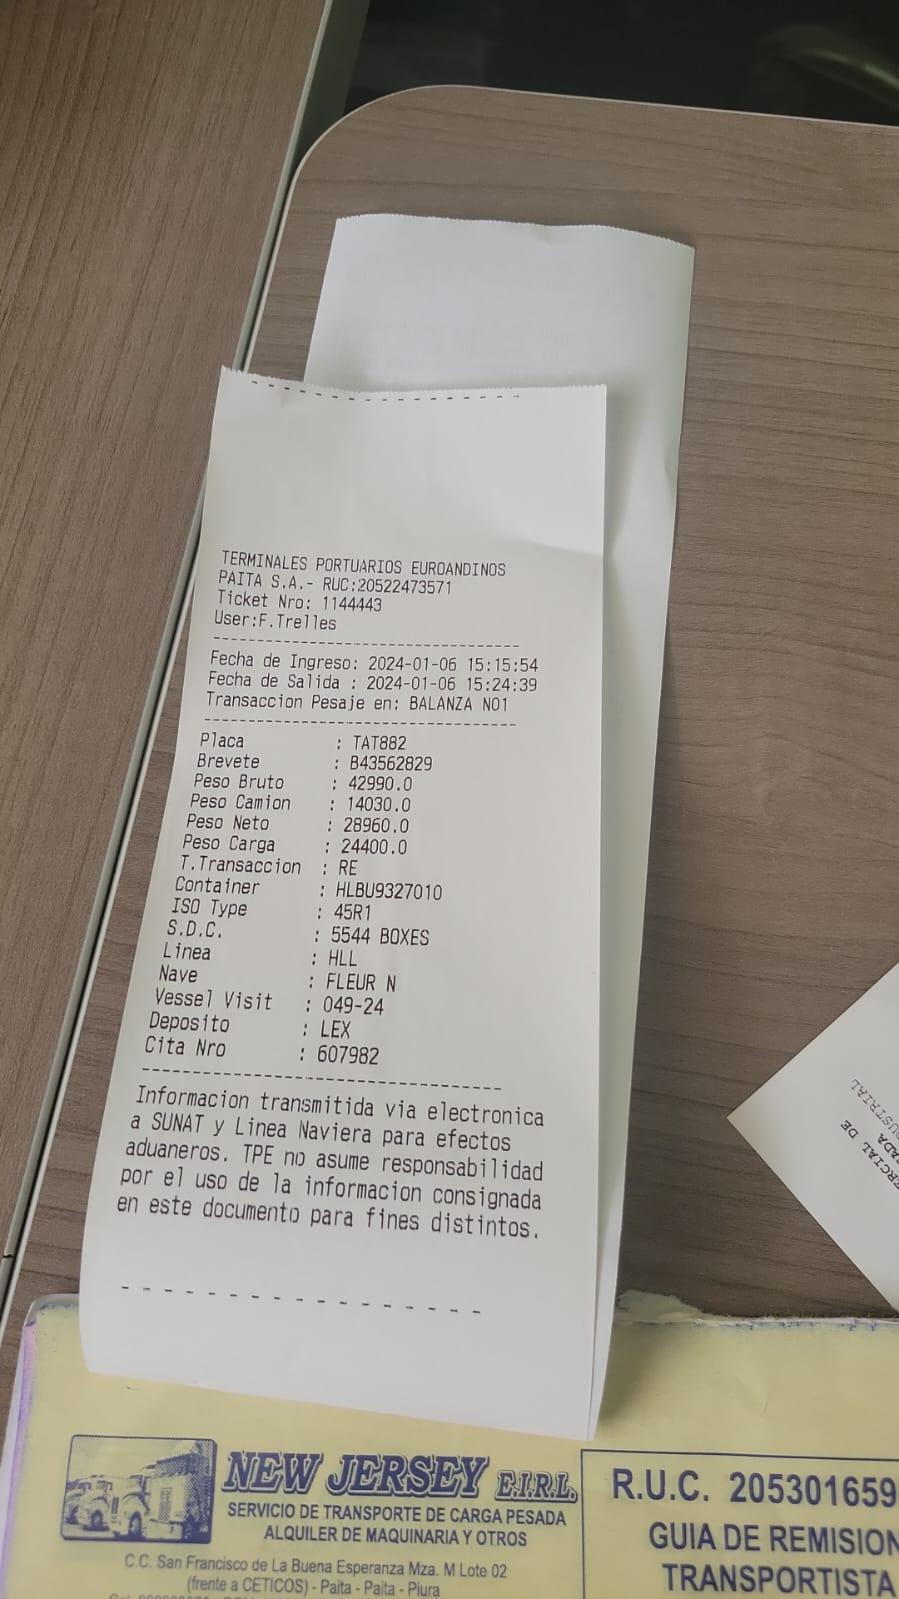 TERMINALES PORTUARIOS EUROANDINOS
PAITA S.A.- RUC:20522473571
Ticket Nro: 1144443
User:F.Trelles
--------------------------------
Fecha de Ingreso: 2024-01-06 15:15:54
Fecha de Salida : 2024-01-06 15:24:39
Transaccion Pesaje en: BALANZA NO1
--------------------------------
Placa : TAT882
Brevete : B43562829
Peso Bruto : 42990.0
Peso Camion : 14030.0
Peso Neto : 28960.0
Peso Carga : 24400.0
T.Transaccion : RE
Container : HLBU9327010
ISO Type : 45R1
S.D.C. : 5544 BOXES
Linea : HLL
Nave : FLEUR N
Vessel Visit : 049-24
Deposito : LEX
Cita Nro : 607982
--------------------------------
Informacion transmitida via electronica
a SUNAT y Linea Naviera para efectos
aduaneros. TPE no asume responsabilidad
por el uso de la informacion consignada
en este documento para fines distintos.
- - - - - - - - - - - - - - - - -
RCIAL DE
ADA
USTRIAL
NEW JERSEY E.I.R.L.
SERVICIO DE TRANSPORTE DE CARGA PESADA
ALQUILER DE MAQUINARIA Y OTROS
C.C. San Francisco de La Buena Esperanza Mza. M Lote 02
(frente a CETICOS) - Paita - Paita - Piura
R.U.C. 205301659
GUIA DE REMISION
TRANSPORTISTA